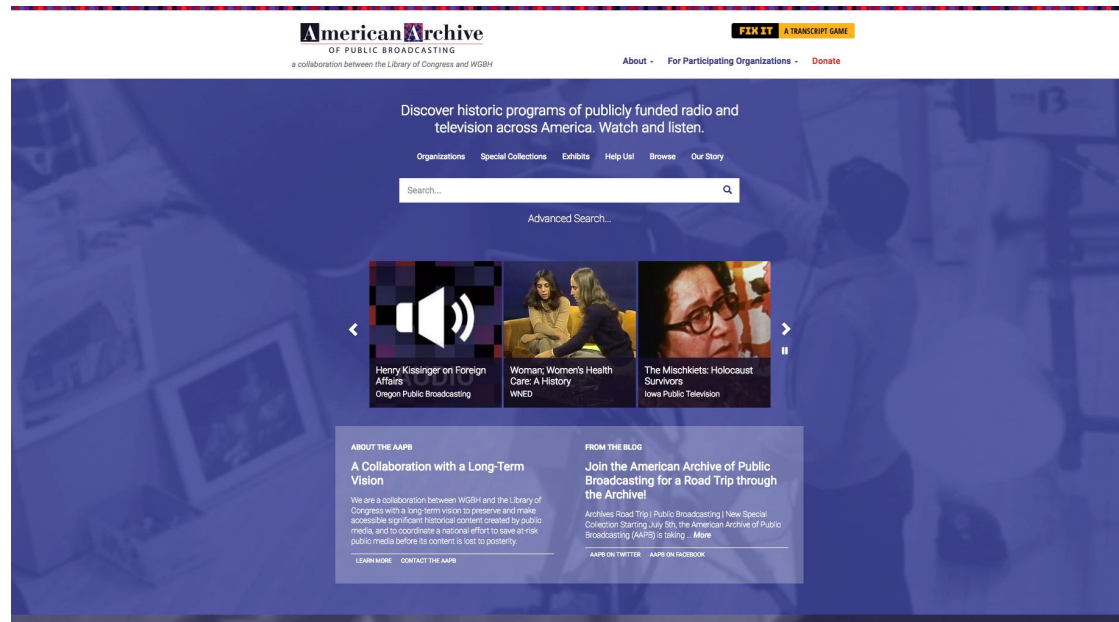 American Archive
OF PUBLIC BROADCASTING
a collaboration between the Library of Congress and WGBH
FIX IT A TRANSCRIPT GAME
About
For Participating Organizations
Donate
Discover historic programs of publicly funded radio and
television across America. Watch and listen.
Organizations Special Collections Exhibits Help Us! Browse Our Story
Search...
Advanced Search...
AUDIO
Henry Kissinger on Foreign
Affairs
Oregon Public Broadcasting
Woman; Women's Health
Care: A History
WNED
The Mischkiets: Holocaust
Survivors
Iowa Public Television
ABOUT THE AAPB
A Collaboration with a Long-Term
Vision
We are a collaboration between WGBH and the Library of
Congress with a long-term vision to preserve and make
accessible significant historical content created by public
media, and to coordinate a national effort to save at-risk
public media before its content is lost to posterity.
LEARN MORE CONTACT THE AAPB
FROM THE BLOG
Join the American Archive of Public
Broadcasting for a Road Trip through
the Archive!
Archives Road Trip | Public Broadcasting | New Special
Collection Starting July 5th, the American Archive of Public
Broadcasting (AAPB) is taking ... More
AAPB ON TWITTER AAPB ON FACEBOOK